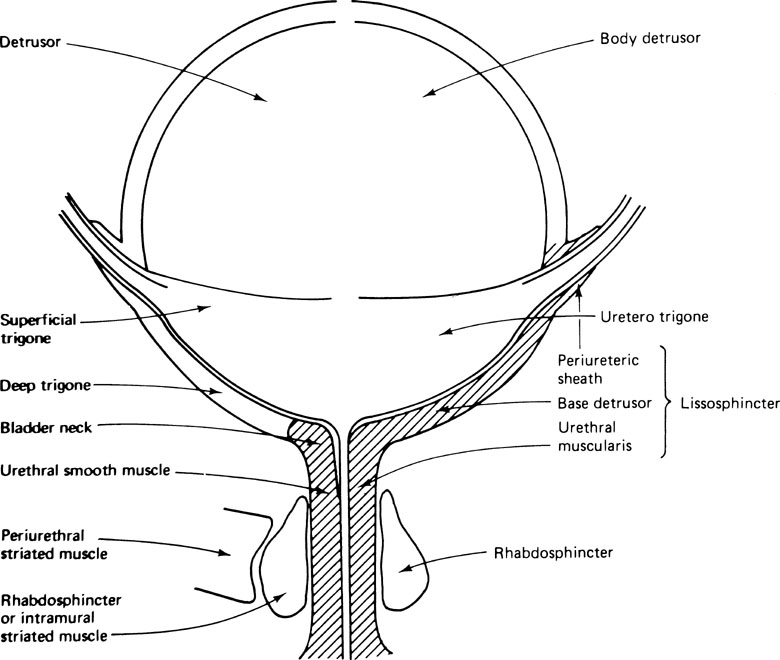 Detrusor
Body detrusor
Superficial
trigone
Uretero trigone
Deep trigone
Periureteric
sheath
Base detrusor
Lissosphincter
Bladder neck
Urethral
muscularis
Urethral smooth muscle
Periurethral
striated muscle
Rhabdosphincter
Rhabdosphincter
or intramural
striated muscle